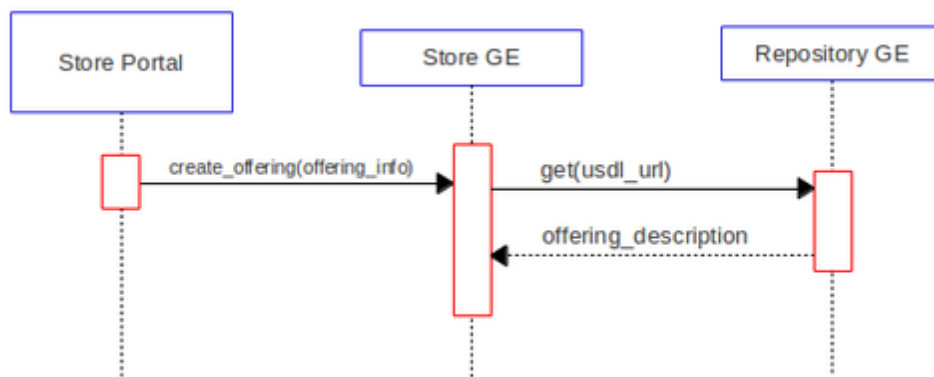 Store Portal
Store GE
Repository GE
create_offering(offering_info)
get(usdl_url)
offering_description